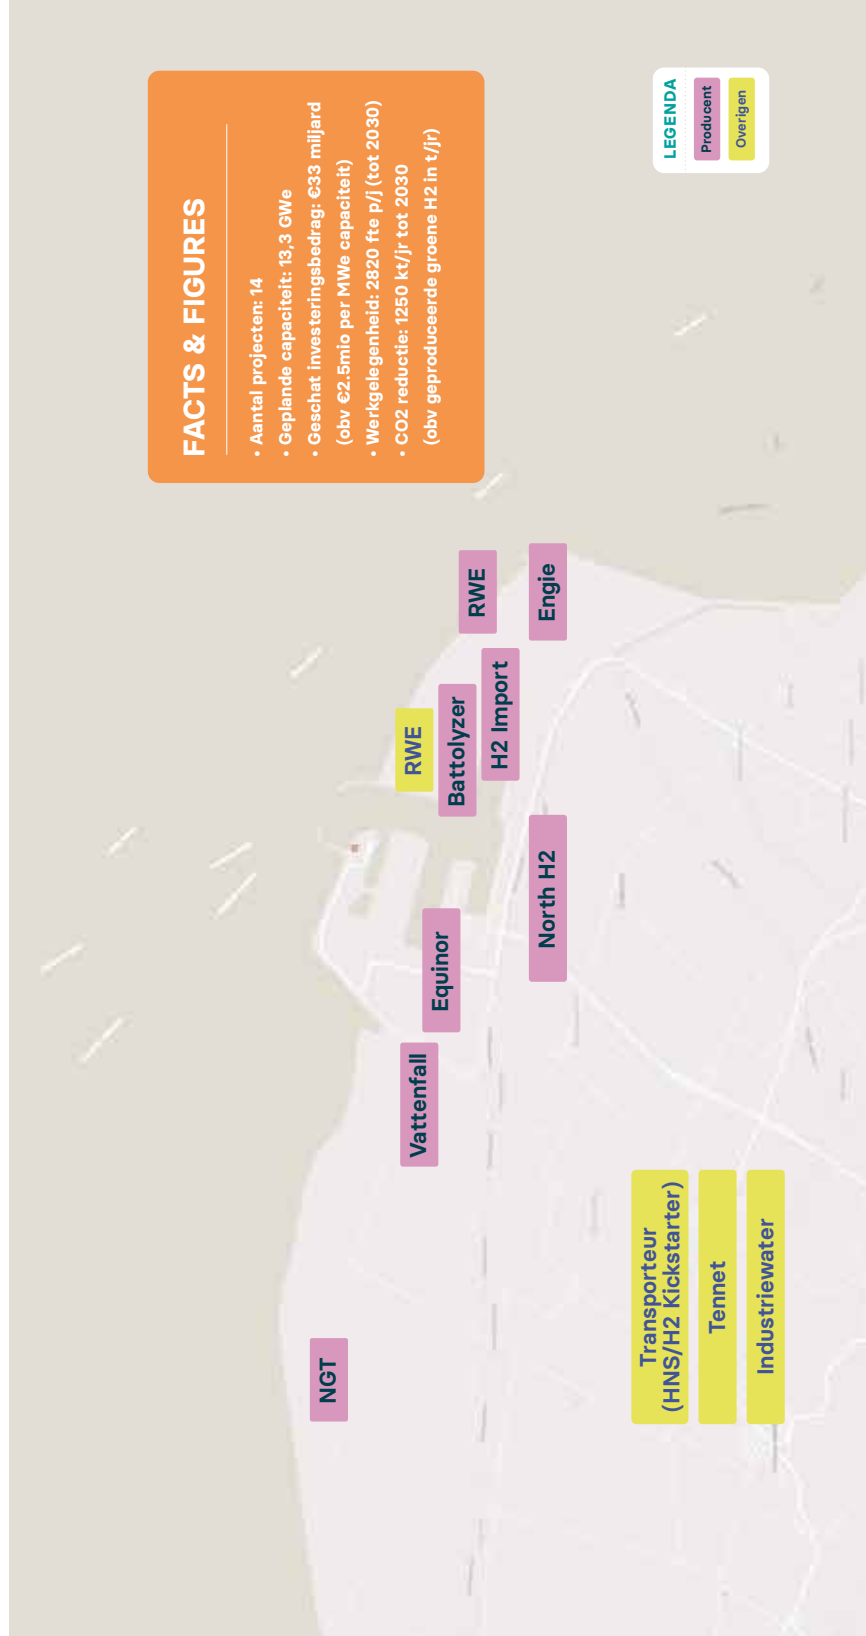 FACTS & FIGURES
• Aantal projecten: 14
• Geplande capaciteit: 13,3 GWe
• Geschat investeringsbedrag: €33 miljard
(obv €2.5mio per MWe capaciteit)
• Werkgelegenheid: 2820 fte p/j (tot 2030)
• CO2 reductie: 1250 kt/jr tot 2030
(obv geproduceerde groene H2 in t/jr)
LEGENDA
Producent
Overigen
NGT
Vattenfall
Equinor
RWE
Battolyzer
H2 Import
RWE
Engie
North H2
Transporteur
(HNS/H2 Kickstarter)
Tennet
Industriewater